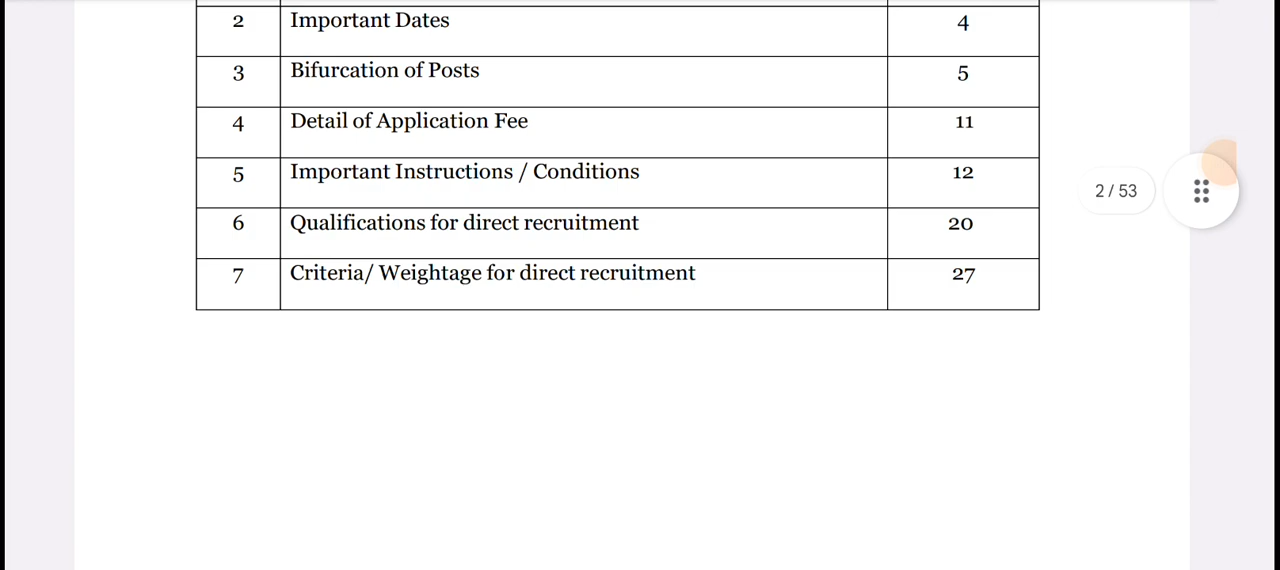 2 Important Dates 4
3 Bifurcation of Posts 5
4 Detail of Application Fee 11
5 Important Instructions / Conditions 12
6 Qualifications for direct recruitment 20
7 Criteria/ Weightage for direct recruitment 27
2 / 53